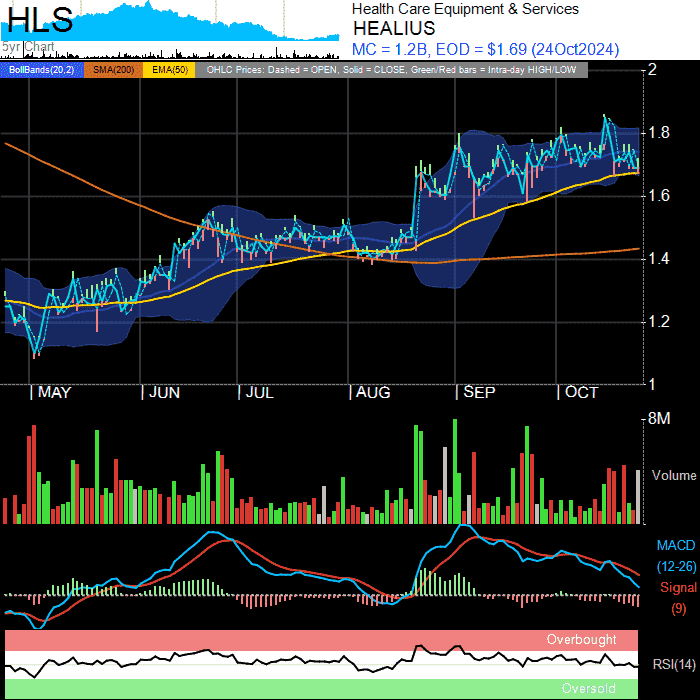 HLS
5yr Chart
Health Care Equipment & Services
HEALIUS
MC = 1.2B, EOD = $1.69 (24Oct2024)
BollBands(20,2) SMA(200) EMA(50) OHLC Prices: Dashed = OPEN, Solid = CLOSE, Green/Red bars = Intra-day HIGH/LOW
2
1.8
1.6
1.4
1.2
1
MAY JUN JUL AUG SEP OCT
8M
Volume
MACD
(12-26)
Signal
(9)
Overbought
RSI(14)
Oversold